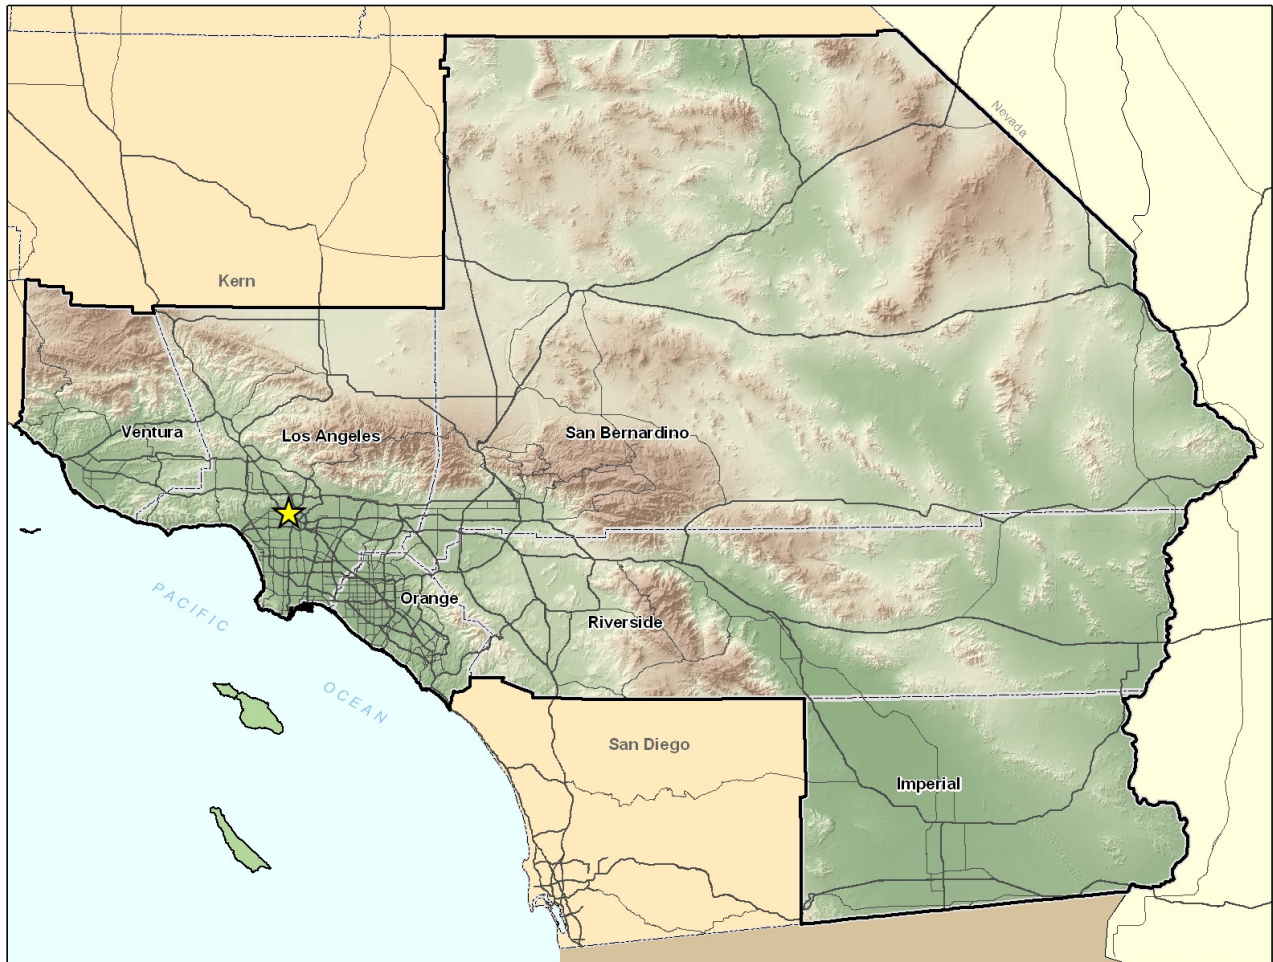 Nevada
Kern
Ventura
Los Angeles
San Bernardino
PACIFIC
Orange
Riverside
OCEAN
San Diego
Imperial